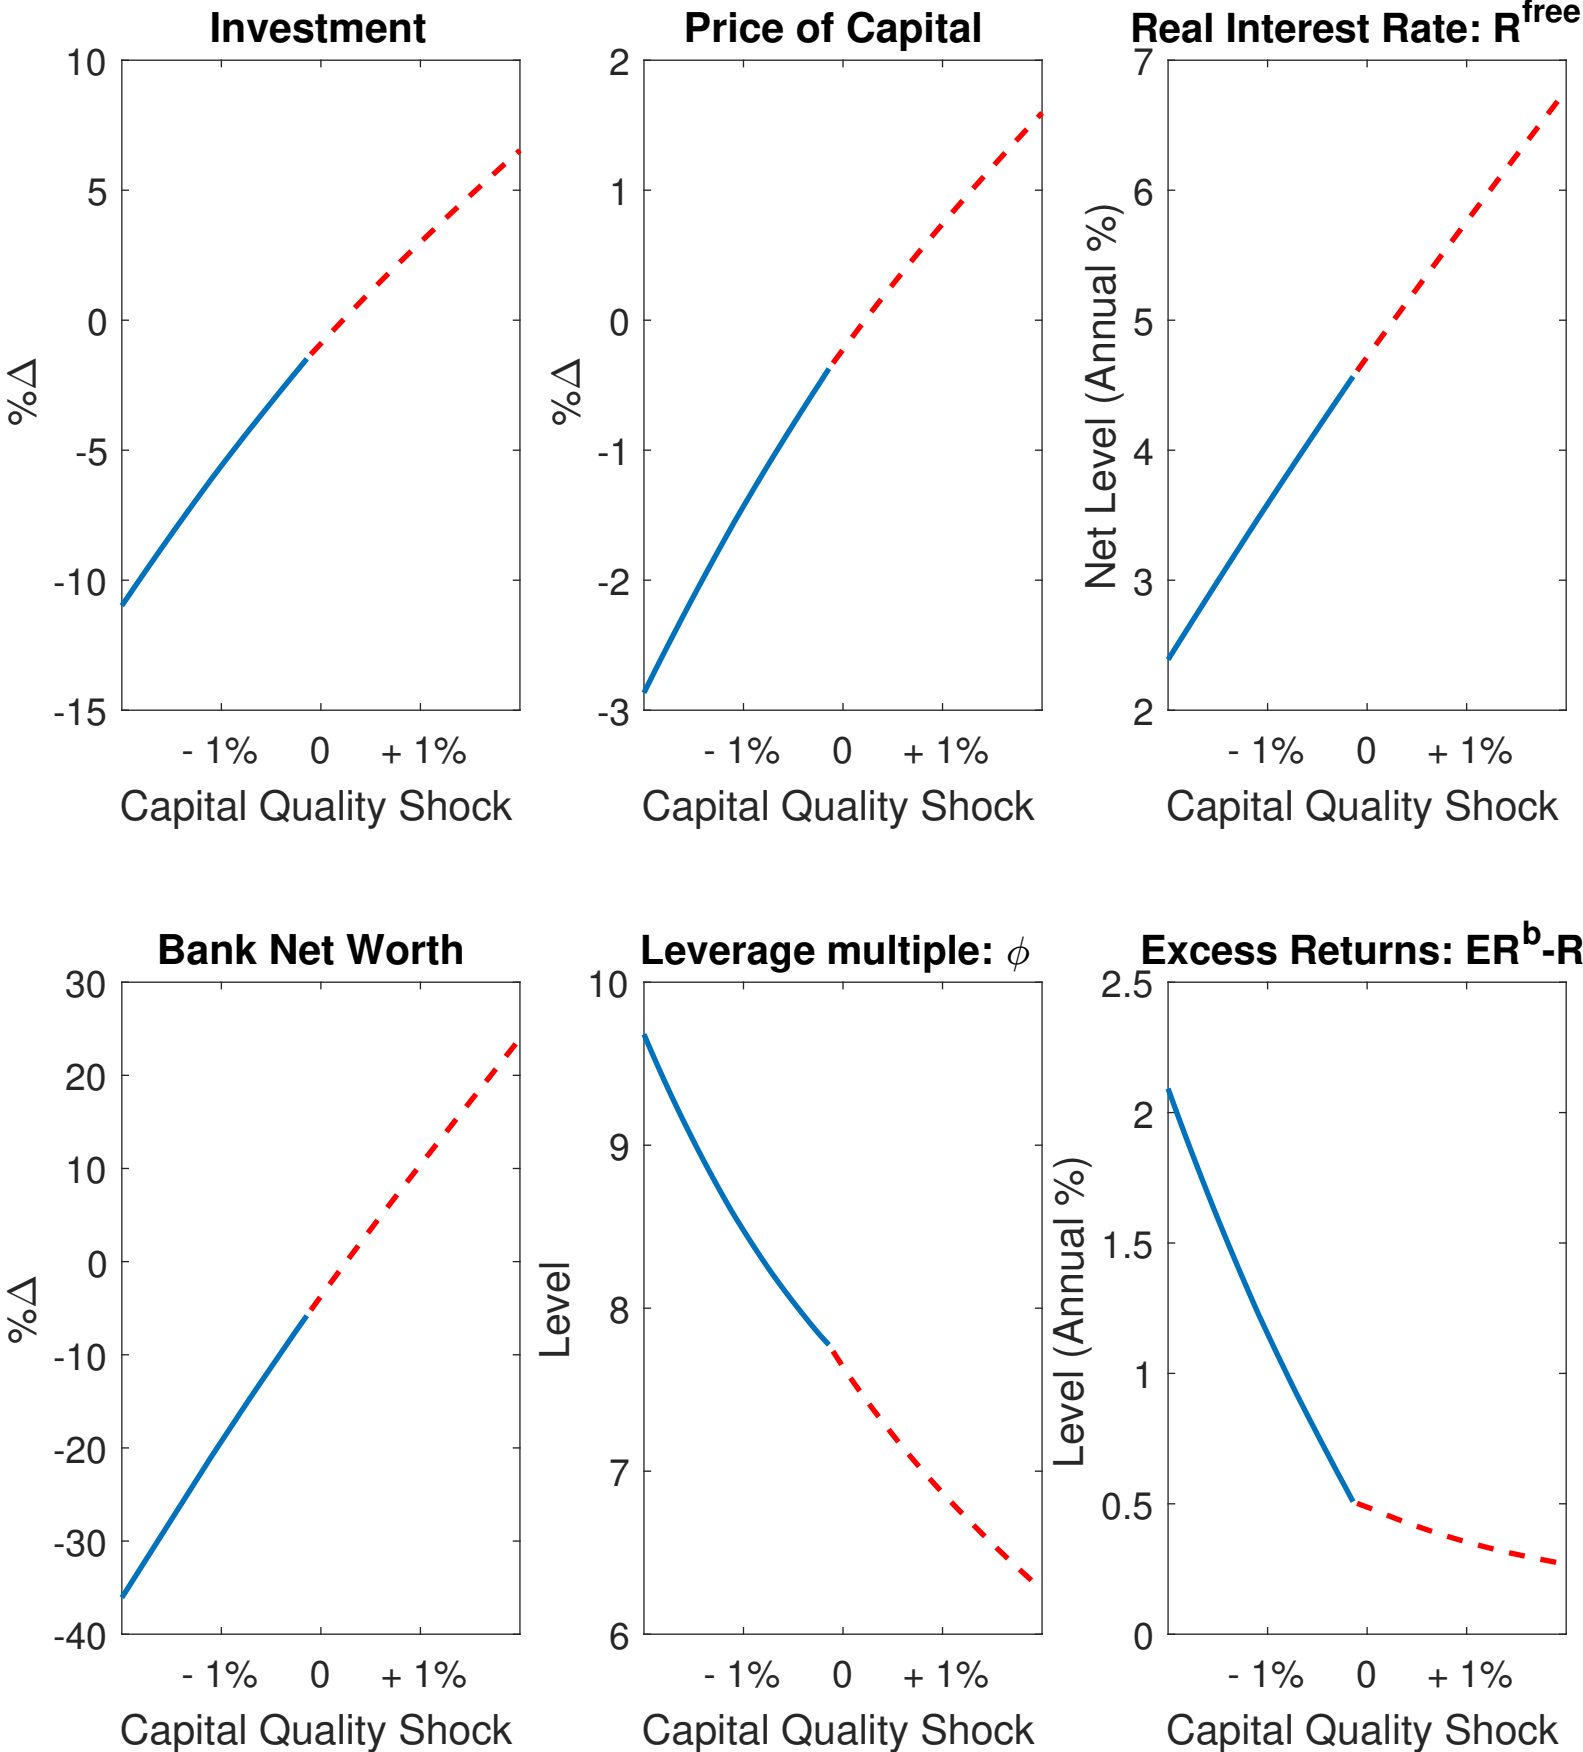 Investment
10
5
0
-5
-10
-15
%Δ
- 1% 0 + 1%
Capital Quality Shock
Price of Capital
2
1
0
-1
-2
-3
%Δ
- 1% 0 + 1%
Capital Quality Shock
Real Interest Rate: R^free
7
6
5
4
3
2
Net Level (Annual %)
- 1% 0 + 1%
Capital Quality Shock
Bank Net Worth
30
20
10
0
-10
-20
-30
-40
%Δ
- 1% 0 + 1%
Capital Quality Shock
Leverage multiple: ϕ
10
9
8
7
6
Level
- 1% 0 + 1%
Capital Quality Shock
Excess Returns: ER^b-R
2.5
2
1.5
1
0.5
0
Level (Annual %)
- 1% 0 + 1%
Capital Quality Shock